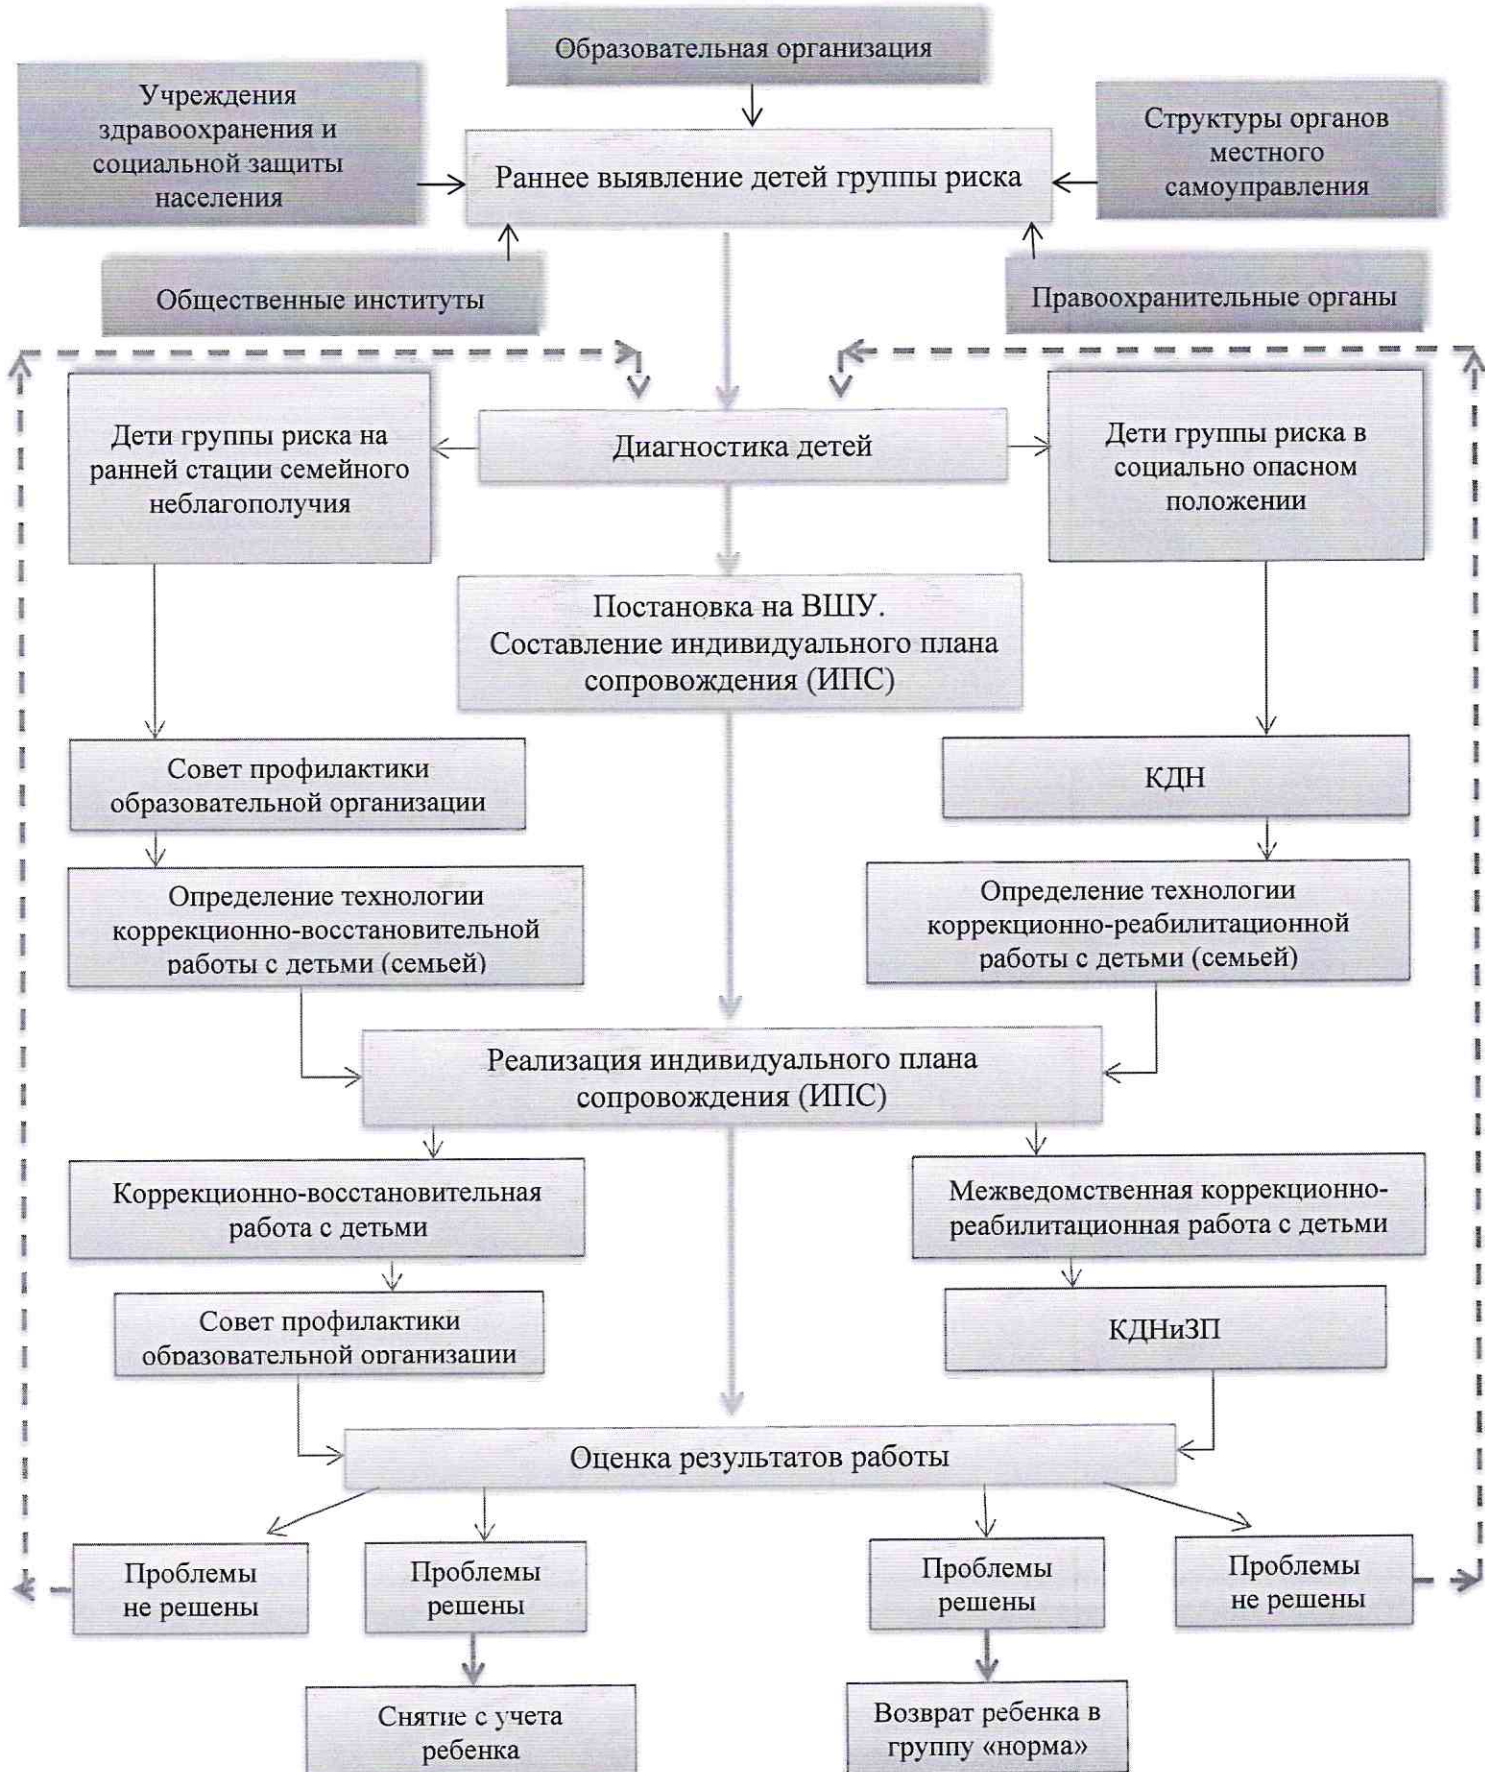 Образовательная организация
Учреждения
здравоохранения и
социальной защиты
населения
Структуры органов
местного
самоуправления
Раннее выявление детей группы риска
Общественные институты
Правоохранительные органы
Дети группы риска на
ранней стации семейного
неблагополучия
Диагностика детей
Дети группы риска в
социально опасном
положении
Постановка на ВШУ.
Составление индивидуального плана
сопровождения (ИПС)
Совет профилактики
образовательной организации
КДН
Определение технологии
коррекционно-восстановительной
работы с детьми (семьей)
Определение технологии
коррекционно-реабилитационной
работы с детьми (семьей)
Реализация индивидуального плана
сопровождения (ИПС)
Коррекционно-восстановительная
работа с детьми
Межведомственная коррекционно-
реабилитационная работа с детьми
Совет профилактики
образовательной организации
КДНиЗП
Оценка результатов работы
Проблемы
не решены
Проблемы
решены
Проблемы
решены
Проблемы
не решены
Снятие с учета
ребенка
Возврат ребенка в
группу «норма»